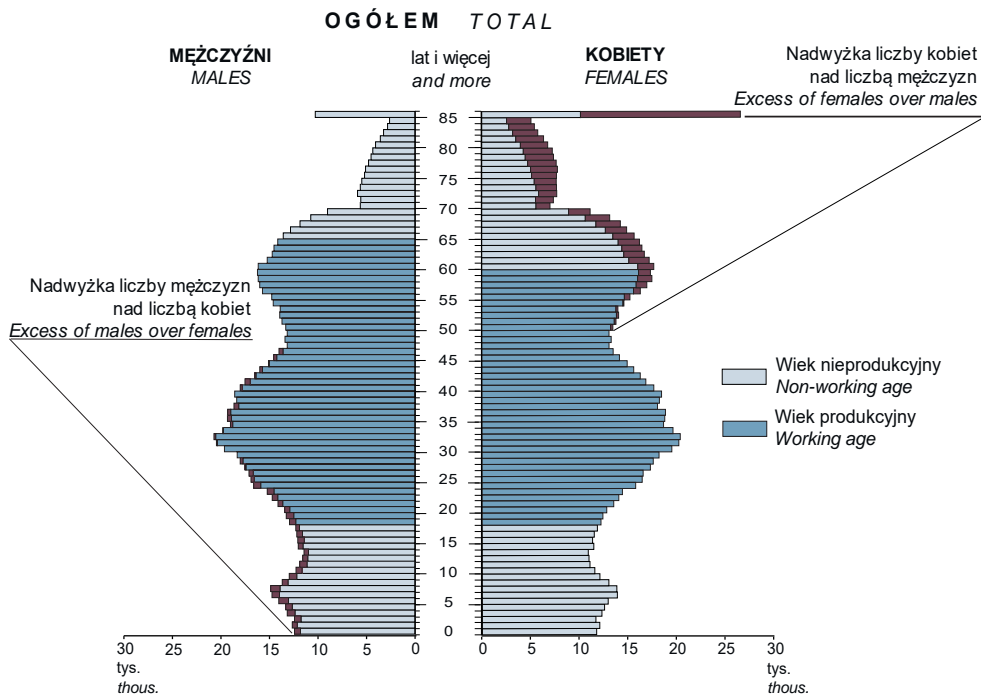 OGÓŁEM TOTAL
MĘŻCZYŹNI
MALES
lat i więcej
and more
KOBIETY
FEMALES
Nadwyżka liczby kobiet
nad liczbą mężczyzn
Excess of females over males
85
80
75
70
65
60
55
50
45
40
35
30
25
20
15
10
5
0
Nadwyżka liczby mężczyzn
nad liczbą kobiet
Excess of males over females
Wiek nieprodukcyjny
Non-working age
Wiek produkcyjny
Working age
30 25 20 15 10 5 0
tys.
thous.
0 5 10 15 20 25 30
tys.
thous.